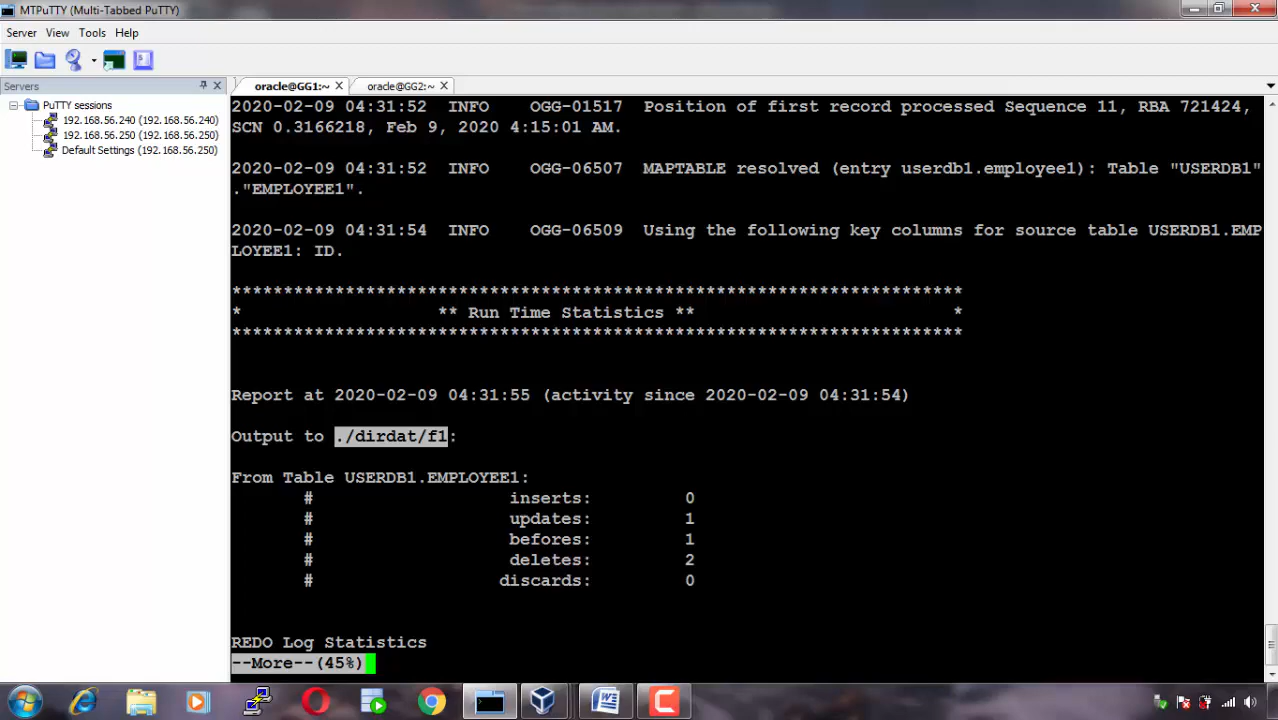 MTPuTTY (Multi-Tabbed PuTTY)
Server View Tools Help
Servers
oracle@GG1:~
oracle@GG2:~
PuTTY sessions
192.168.56.240 (192.168.56.240)
192.168.56.250 (192.168.56.250)
Default Settings (192.168.56.250)
2020-02-09 04:31:52 INFO OGG-01517 Position of first record processed Sequence 11, RBA 721424,
SCN 0.3166218, Feb 9, 2020 4:15:01 AM.
2020-02-09 04:31:52 INFO OGG-06507 MAPTABLE resolved (entry userdb1.employee1): Table "USERDB1"
."EMPLOYEE1".
2020-02-09 04:31:54 INFO OGG-06509 Using the following key columns for source table USERDB1.EMP
LOYEE1: ID.
***********************************************************************
* ** Run Time Statistics ** *
***********************************************************************
Report at 2020-02-09 04:31:55 (activity since 2020-02-09 04:31:54)
Output to ./dirdat/f1:
From Table USERDB1.EMPLOYEE1:
# inserts: 0
# updates: 1
# befores: 1
# deletes: 2
# discards: 0
REDO Log Statistics
--More--(45%)